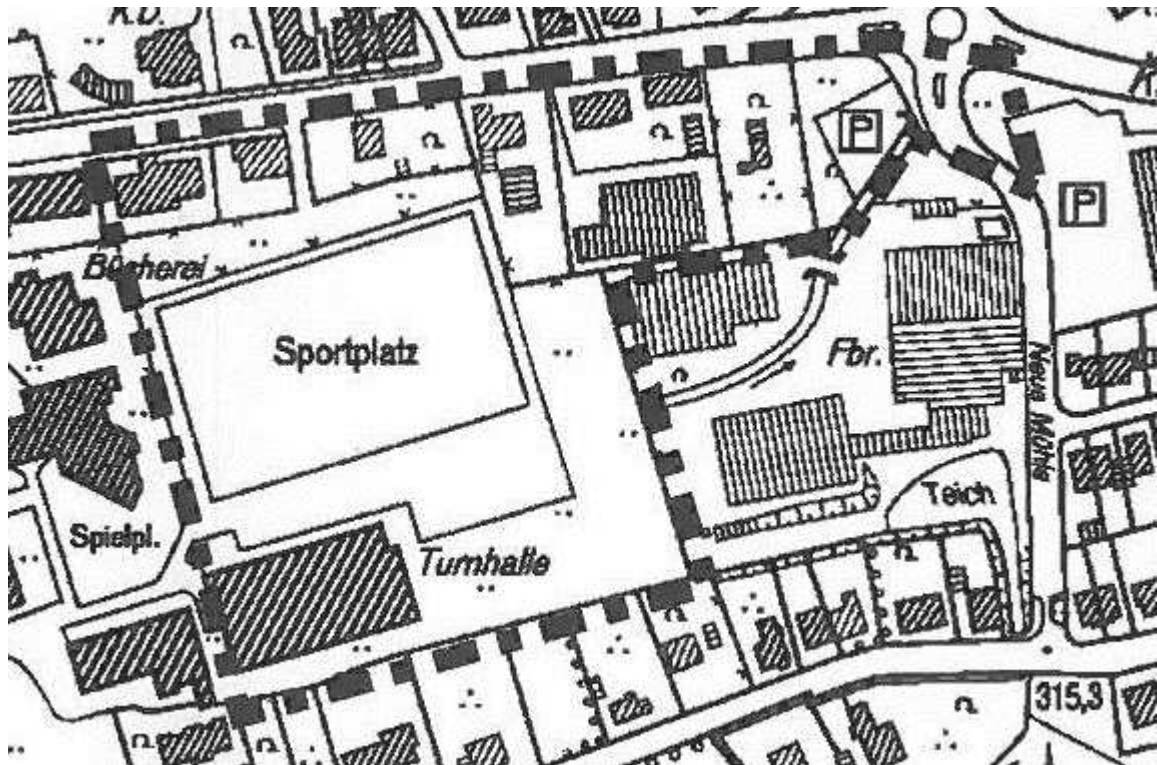 K.D.
P
P
Bücherei
Sportplatz
Fbr.
Neue Mühle
Teich
Spielpl.
Turnhalle
315,3